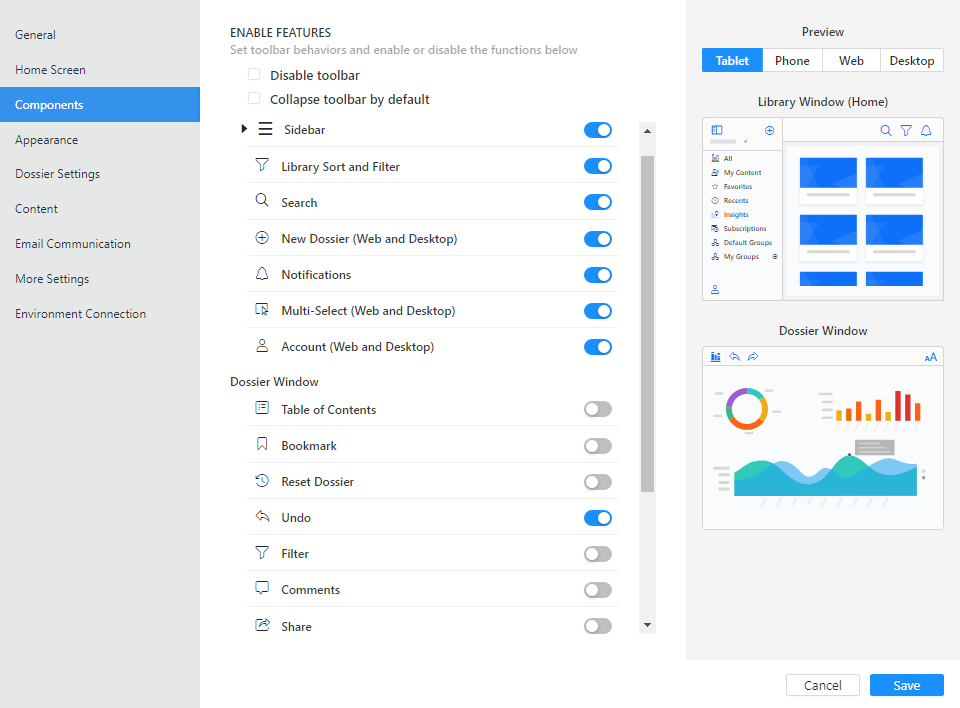 General
Home Screen
Components
Appearance
Dossier Settings
Content
Email Communication
More Settings
Environment Connection
ENABLE FEATURES
Set toolbar behaviors and enable or disable the functions below
Disable toolbar
Collapse toolbar by default
Sidebar
Library Sort and Filter
Search
New Dossier (Web and Desktop)
Notifications
Multi-Select (Web and Desktop)
Account (Web and Desktop)
Dossier Window
Table of Contents
Bookmark
Reset Dossier
Undo
Filter
Comments
Share
Preview
Tablet Phone Web Desktop
Library Window (Home)
All
My Content
Favorites
Recents
Insights
Subscriptions
Default Groups
My Groups
Dossier Window
AA
Cancel Save